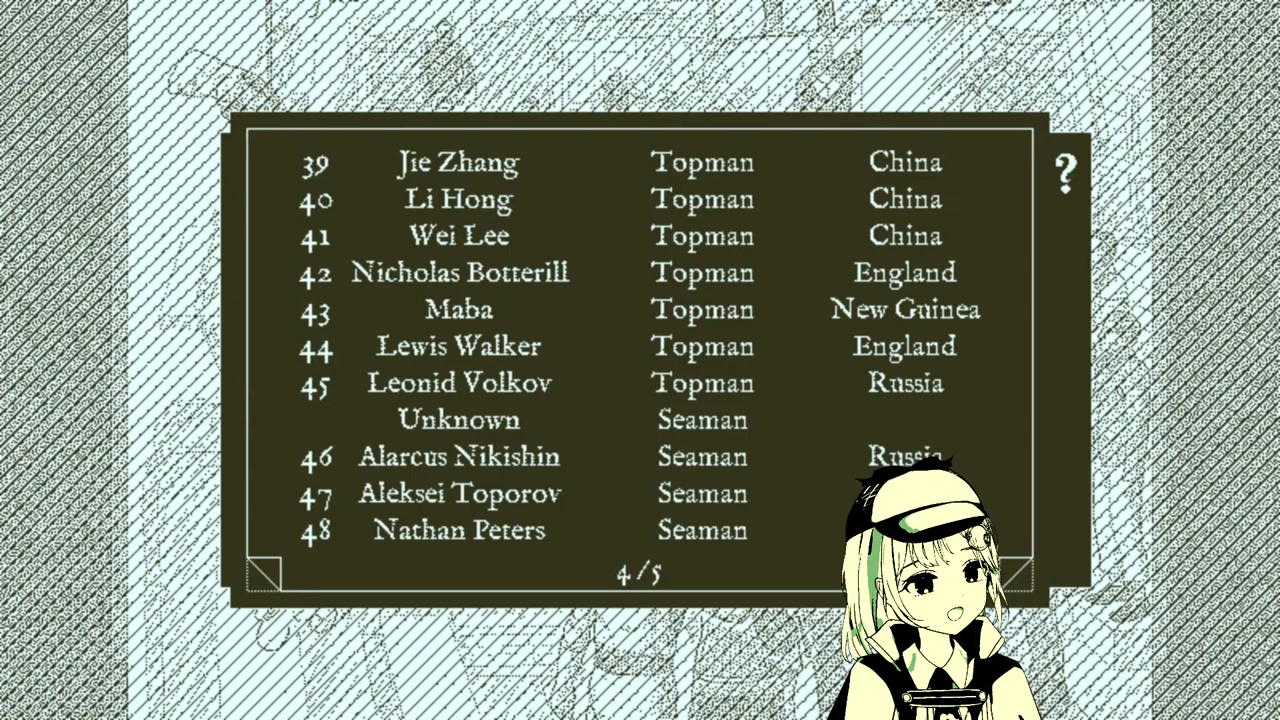 39 Jie Zhang Topman China
?
40 Li Hong Topman China
41 Wei Lee Topman China
42 Nicholas Botterill Topman England
43 Maba Topman New Guinea
44 Lewis Walker Topman England
45 Leonid Volkov Topman Russia
Unknown Seaman
46 Alarcus Nikishin Seaman Russia
47 Aleksei Toporov Seaman
48 Nathan Peters Seaman
4/5